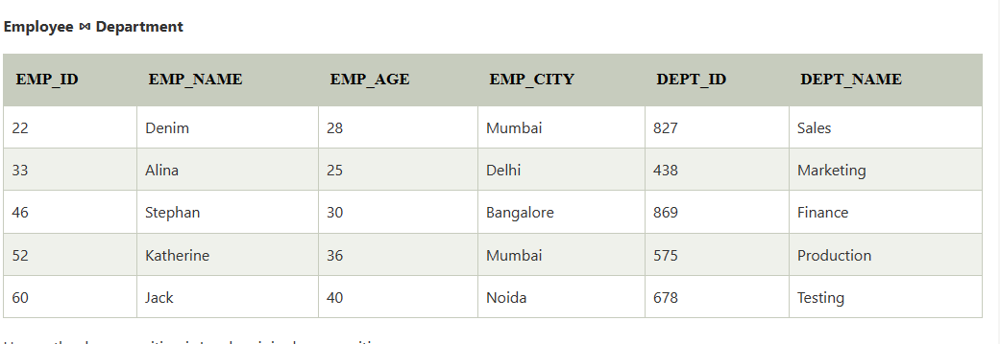 Employee ⋈ Department
EMP_ID EMP_NAME EMP_AGE EMP_CITY DEPT_ID DEPT_NAME
22 Denim 28 Mumbai 827 Sales
33 Alina 25 Delhi 438 Marketing
46 Stephan 30 Bangalore 869 Finance
52 Katherine 36 Mumbai 575 Production
60 Jack 40 Noida 678 Testing